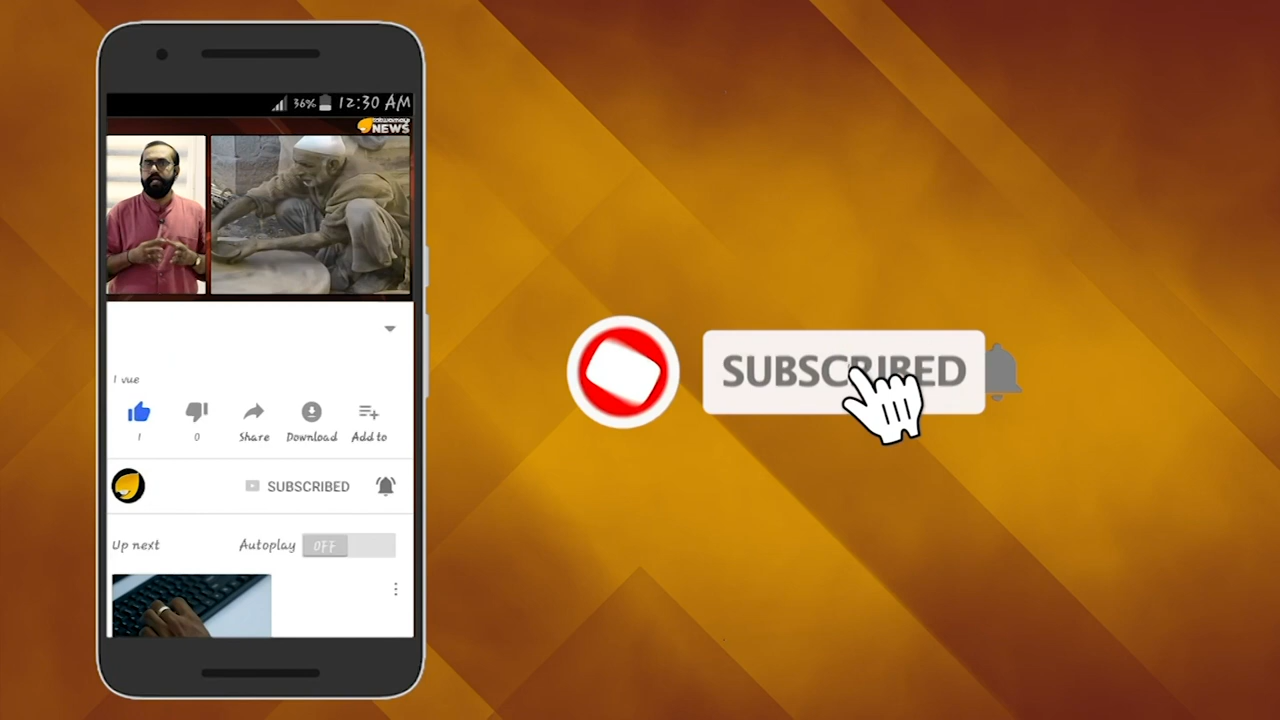 36% 12:30 AM
NEWS
1 vue
1
0
Share
Download
Add to
SUBSCRIBED
Up next
Autoplay
OFF
SUBSCRIBED